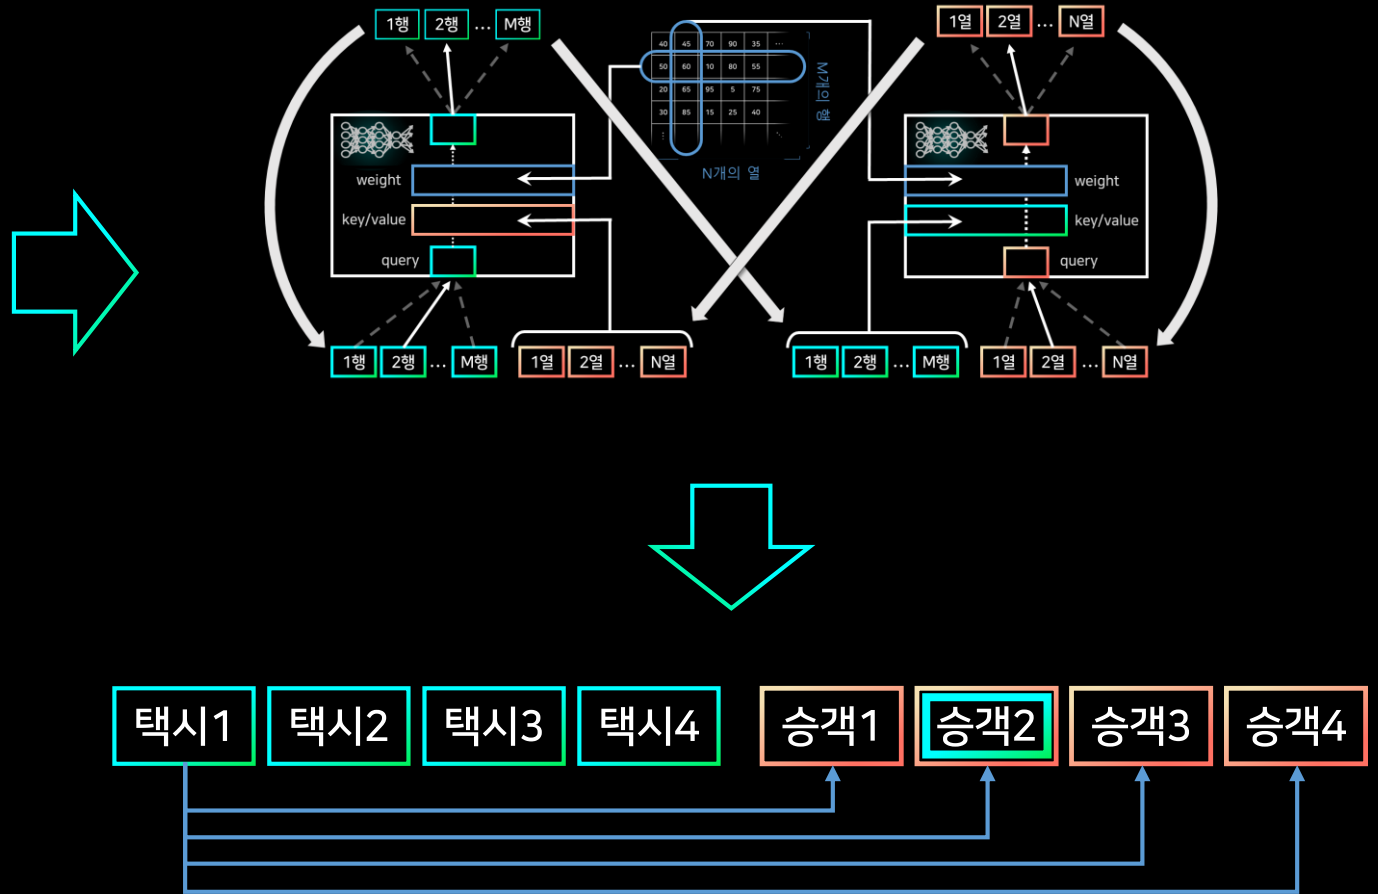 1행 2행 ... M행
1열 2열 ... N열
40 45 70 90 35 ...
50 60 10 80 55
20 65 95 5 75
30 85 15 25 40
M개의 행
N개의 열
weight
key/value
query
weight
key/value
query
1행 2행 ... M행
1열 2열 ... N열
1행 2행 ... M행
1열 2열 ... N열
택시1 택시2 택시3 택시4 승객1 승객2 승객3 승객4